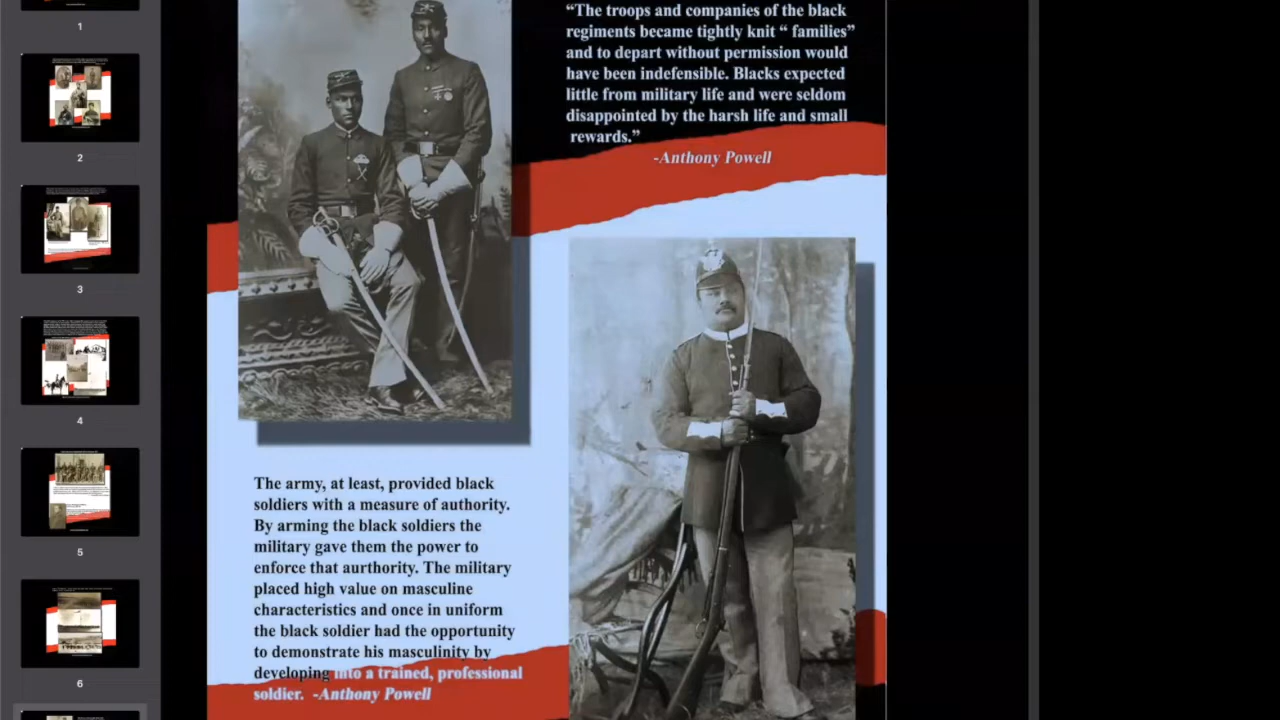 “The troops and companies of the black
regiments became tightly knit “ families”
and to depart without permission would
have been indefensible. Blacks expected
little from military life and were seldom
disappointed by the harsh life and small
rewards.”
-Anthony Powell
The army, at least, provided black
soldiers with a measure of authority.
By arming the black soldiers the
military gave them the power to
enforce that aurthority. The military
placed high value on masculine
characteristics and once in uniform
the black soldier had the opportunity
to demonstrate his masculinity by
developing into a trained, professional
soldier. -Anthony Powell
1
2
3
4
5
6